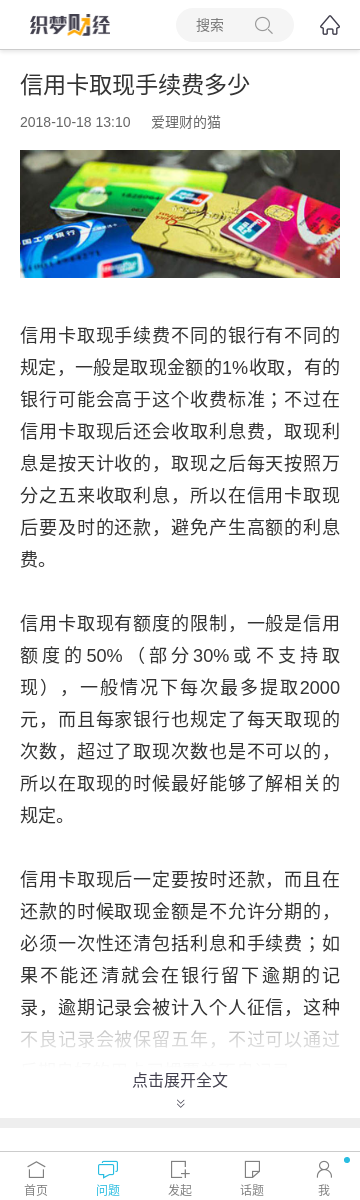 织梦财经
搜索
信用卡取现手续费多少
2018-10-18 13:10 爱理财的猫
信用卡取现手续费不同的银行有不同的
规定，一般是取现金额的1%收取，有的
银行可能会高于这个收费标准；不过在
信用卡取现后还会收取利息费，取现利
息是按天计收的，取现之后每天按照万
分之五来收取利息，所以在信用卡取现
后要及时的还款，避免产生高额的利息
费。
信用卡取现有额度的限制，一般是信用
额度的50%（部分30%或不支持取
现），一般情况下每次最多提取2000
元，而且每家银行也规定了每天取现的
次数，超过了取现次数也是不可以的，
所以在取现的时候最好能够了解相关的
规定。
信用卡取现后一定要按时还款，而且在
还款的时候取现金额是不允许分期的，
必须一次性还清包括利息和手续费；如
果不能还清就会在银行留下逾期的记
录，逾期记录会被计入个人征信，这种
不良记录会被保留五年，不过可以通过
点击展开全文
首页 问题 发起 话题 我